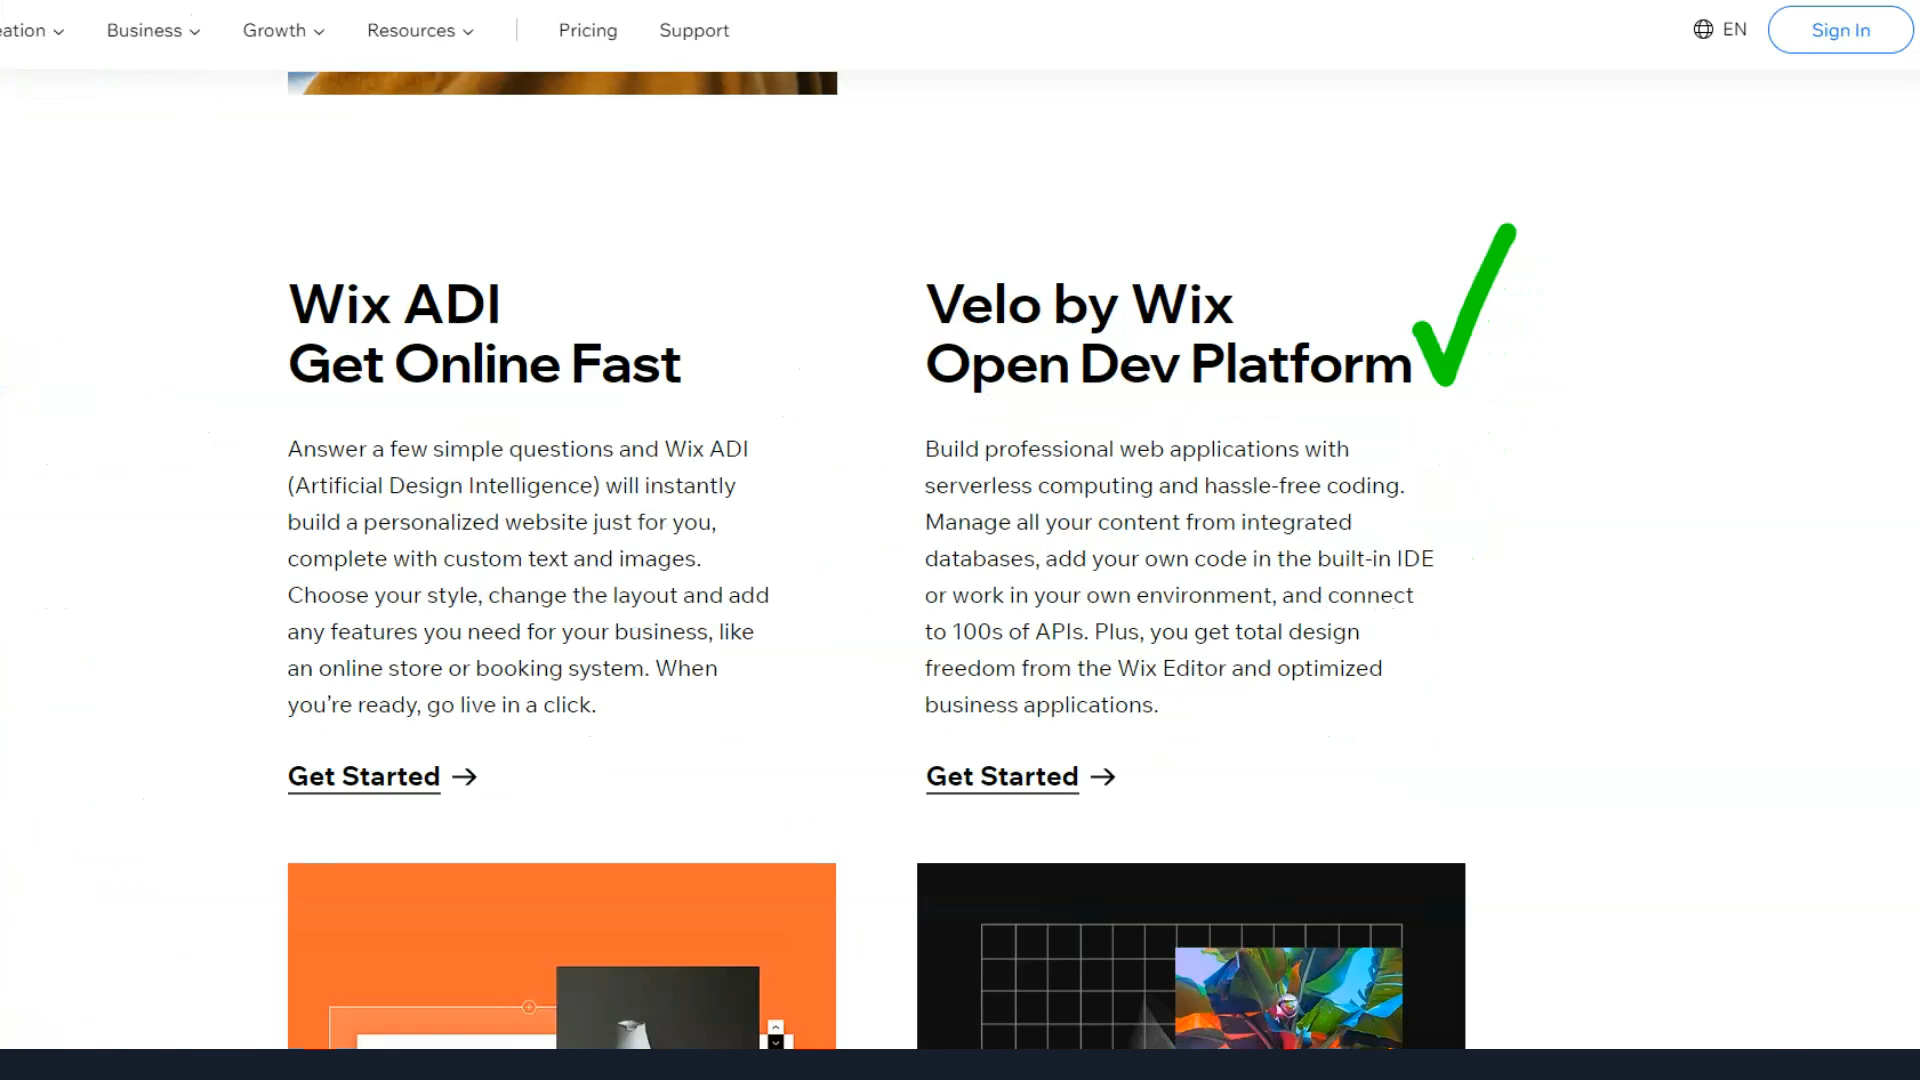 eation
Business
Growth
Resources
Pricing
Support
EN
Sign In
Wix ADI
Get Online Fast
Answer a few simple questions and Wix ADI
(Artificial Design Intelligence) will instantly
build a personalized website just for you,
complete with custom text and images.
Choose your style, change the layout and add
any features you need for your business, like
an online store or booking system. When
you’re ready, go live in a click.
Get Started →
Velo by Wix
Open Dev Platform
Build professional web applications with
serverless computing and hassle-free coding.
Manage all your content from integrated
databases, add your own code in the built-in IDE
or work in your own environment, and connect
to 100s of APIs. Plus, you get total design
freedom from the Wix Editor and optimized
business applications.
Get Started →